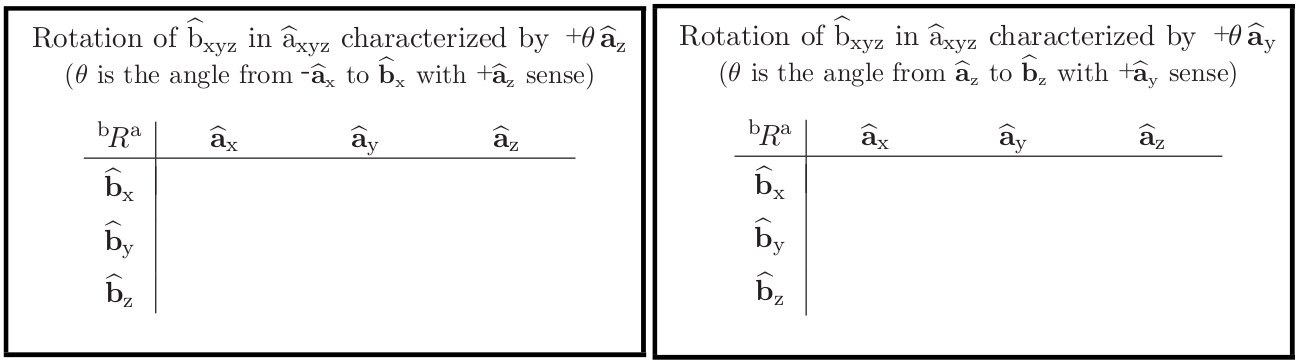 Rotation of b̂xyz in âxyz characterized by +θ âz
(θ is the angle from -âx to b̂x with +âz sense)
bRa âx ây âz
b̂x
b̂y
b̂z
Rotation of b̂xyz in âxyz characterized by +θ ây
(θ is the angle from âz to b̂z with +ây sense)
bRa âx ây âz
b̂x
b̂y
b̂z